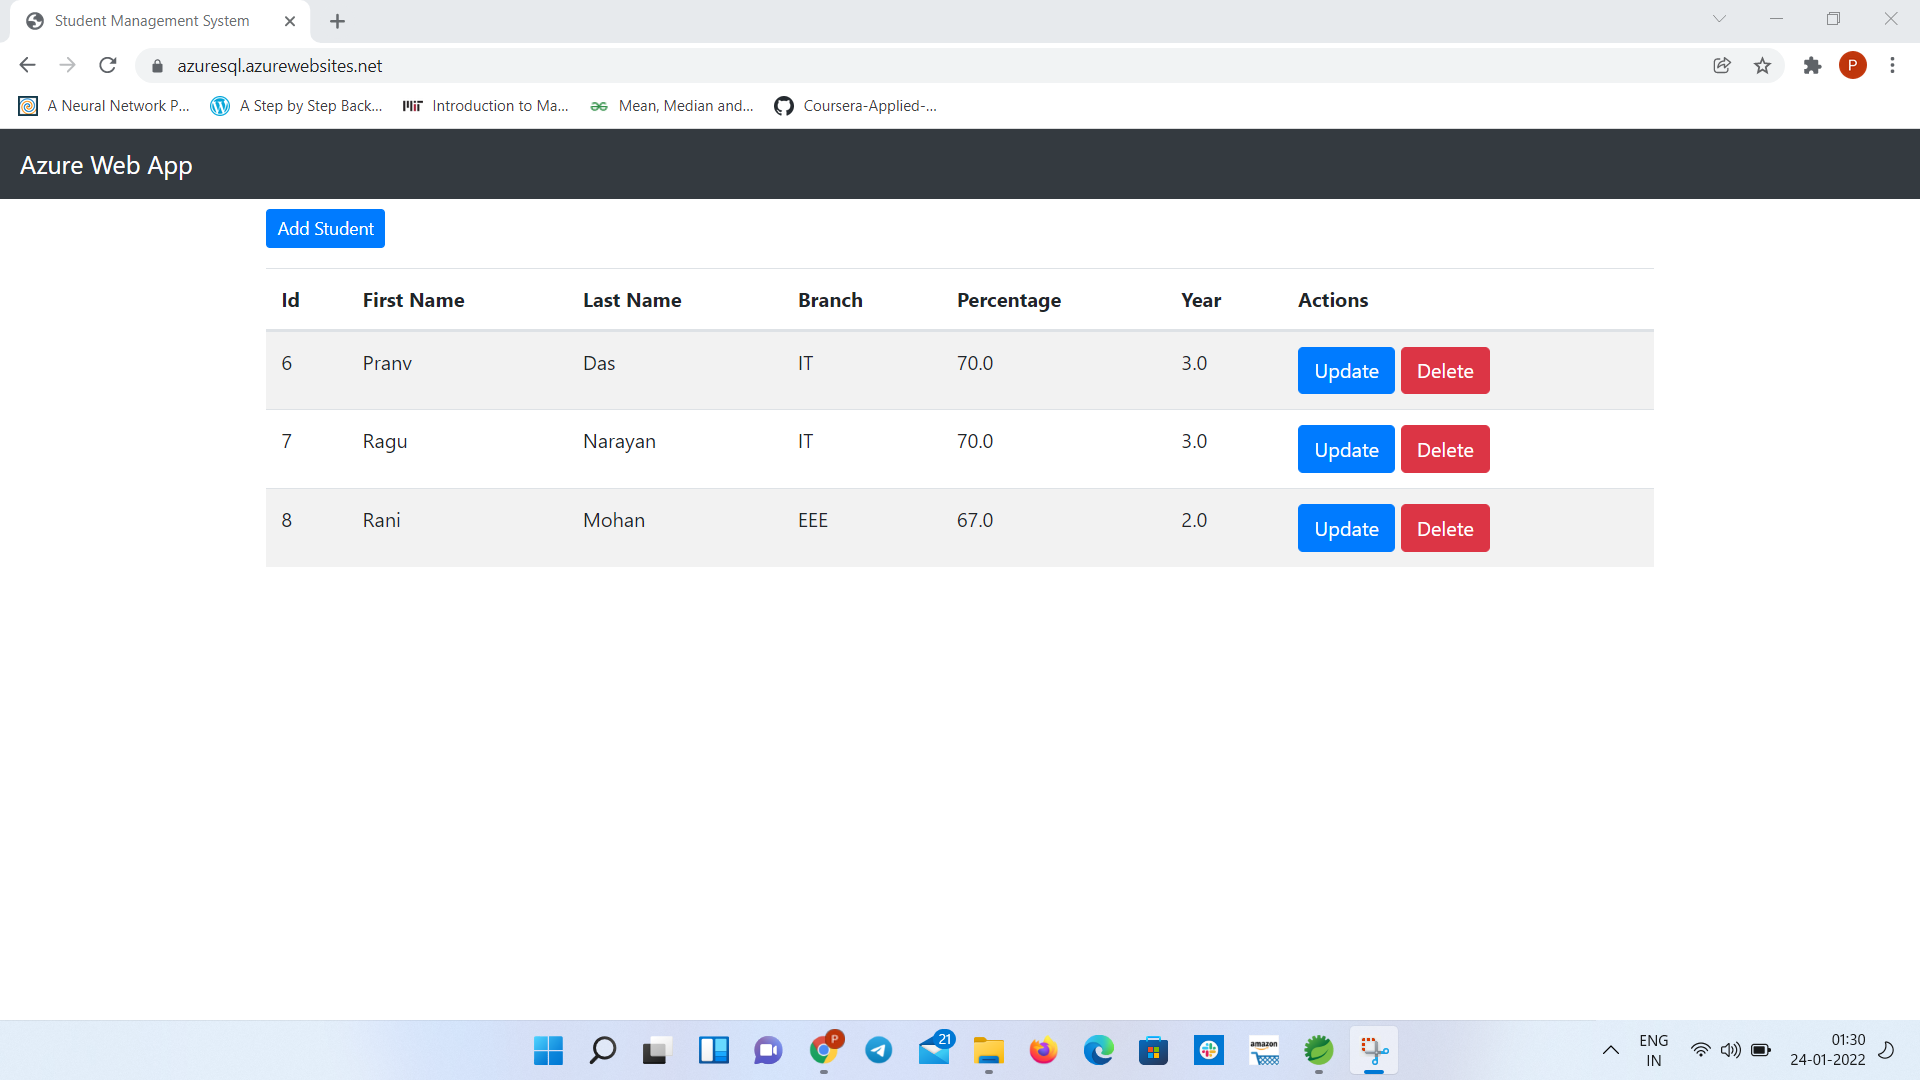 Student Management System
azuresql.azurewebsites.net
P
A Neural Network P... A Step by Step Back... MIT Introduction to Ma... Mean, Median and... Coursera-Applied-...
Azure Web App
Add Student
Id First Name Last Name Branch Percentage Year Actions
6 Pranv Das IT 70.0 3.0 Update Delete
7 Ragu Narayan IT 70.0 3.0 Update Delete
8 Rani Mohan EEE 67.0 2.0 Update Delete
P 21 amazon ENG 01:30
IN 24-01-2022